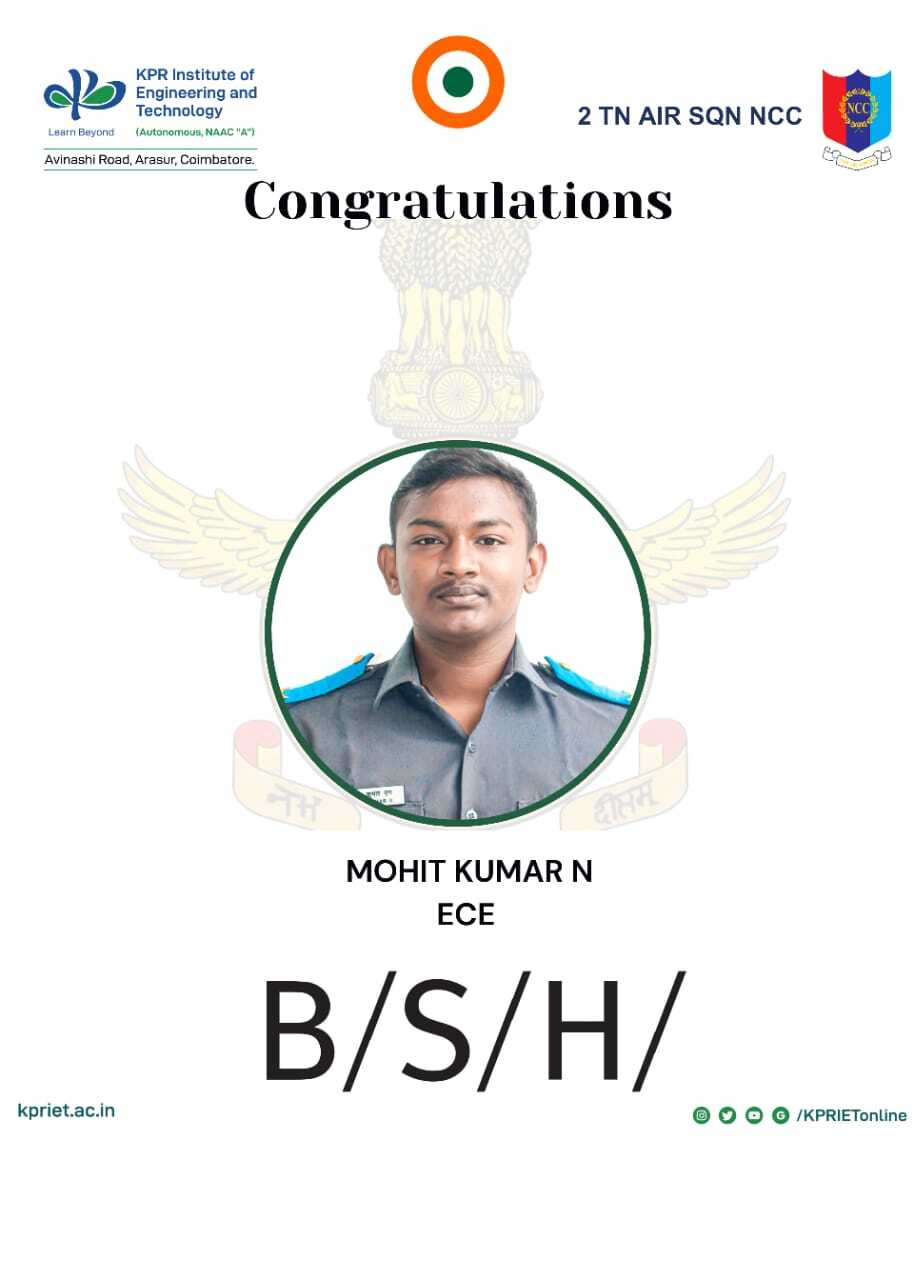 KPR Institute of
Engineering and
Technology
Learn Beyond (Autonomous, NAAC "A")
Avinashi Road, Arasur, Coimbatore.
2 TN AIR SQN NCC
NCC
Congratulations
नभ
दीप्तम्
MOHIT KUMAR N
ECE
B/S/H/
kpriet.ac.in
/KPRIETonline